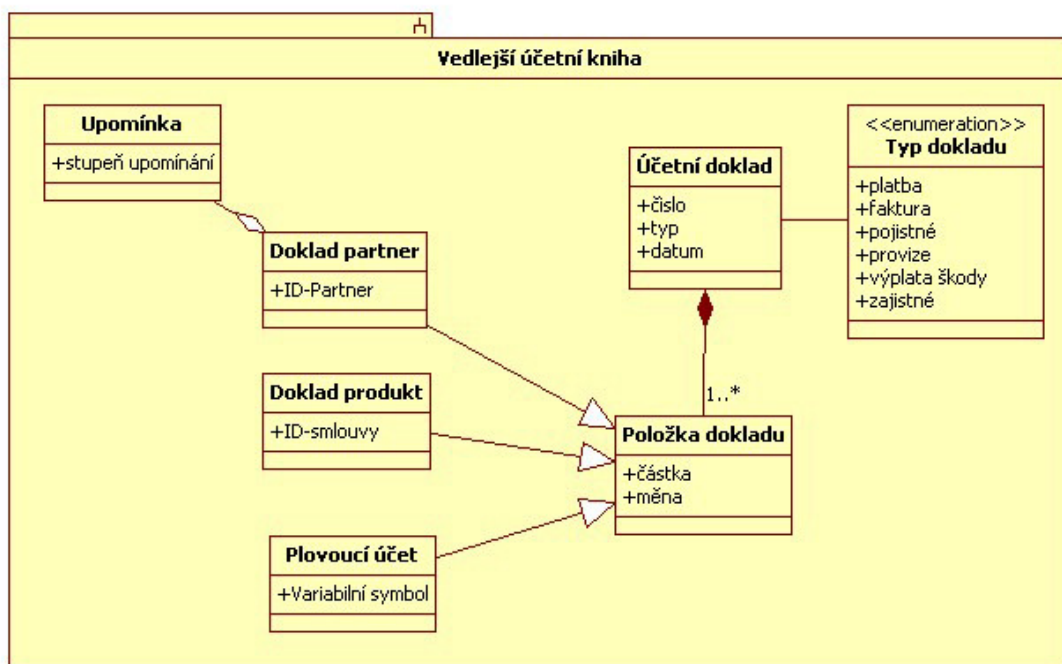 Vedlejší účetní kniha
Upomínka
+stupeň upomínání
Doklad partner
+ID-Partner
Doklad produkt
+ID-smlouvy
Plovoucí účet
+Variabilní symbol
Účetní doklad
+čislo
+typ
+datum
1..*
Položka dokladu
+částka
+měna
<<enumeration>>
Typ dokladu
+platba
+faktura
+pojistné
+provize
+výplata škody
+zajistné